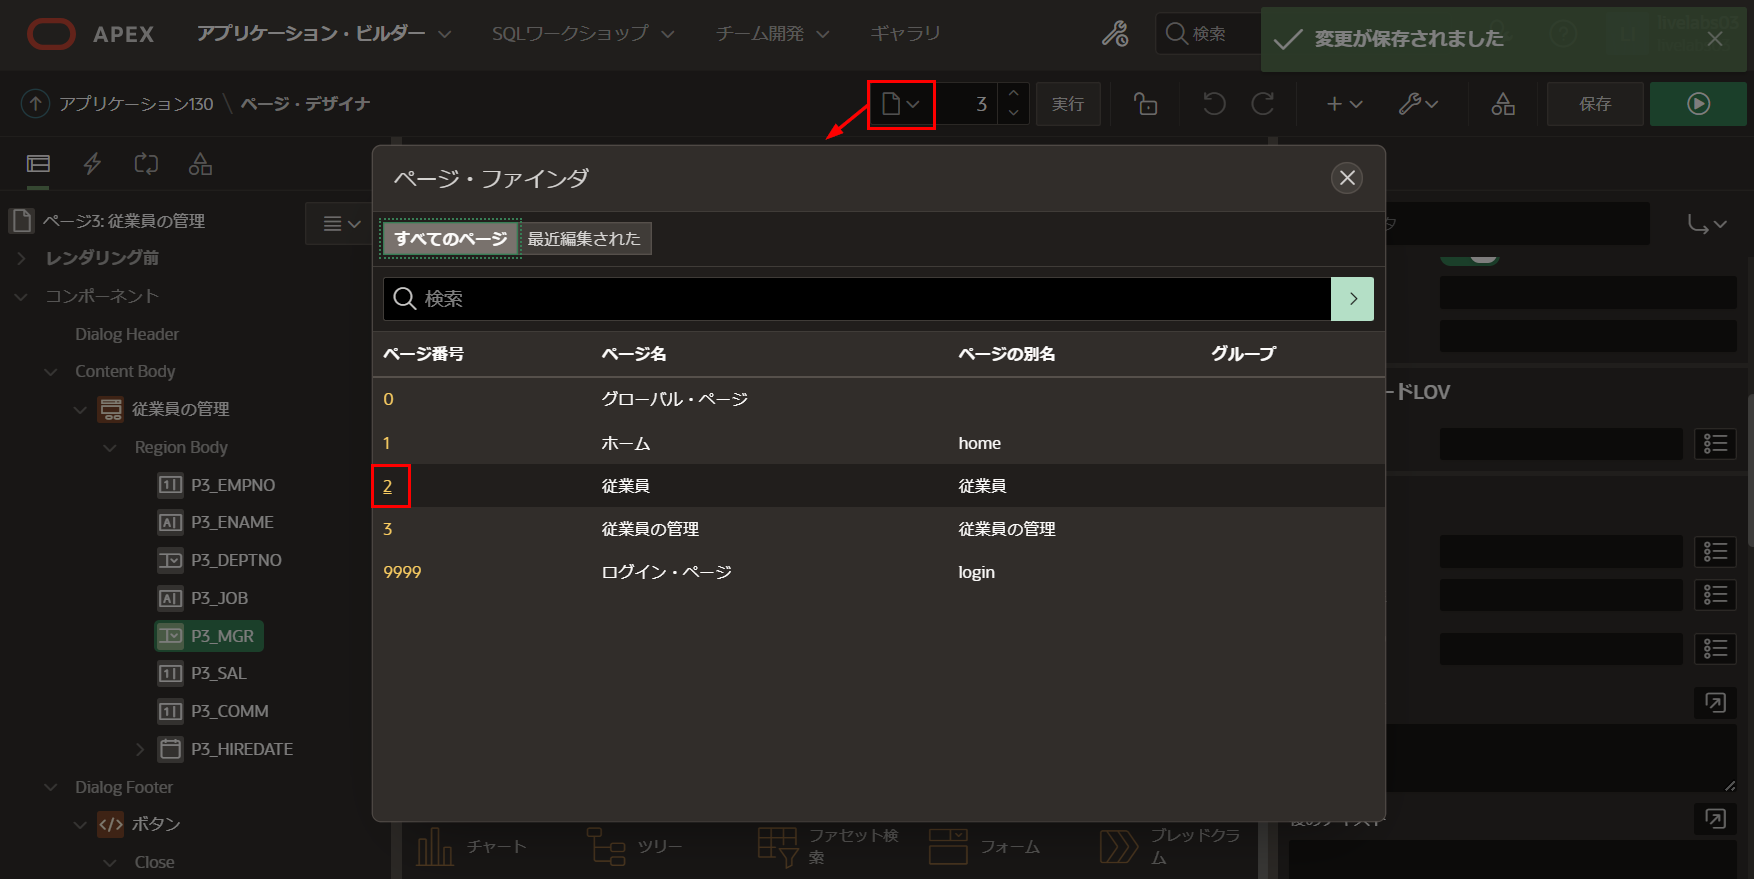 APEX
アプリケーション・ビルダー
SQLワークショップ
チーム開発
ギャラリ
検索
変更が保存されました
livelabs03
アプリケーション130 \ ページ・デザイナ
3
実行
保存
ページ3: 従業員の管理
レンダリング前
コンポーネント
Dialog Header
Content Body
従業員の管理
Region Body
P3_EMPNO
P3_ENAME
P3_DEPTNO
P3_JOB
P3_MGR
P3_SAL
P3_COMM
P3_HIREDATE
Dialog Footer
ボタン
Close
ページ・ファインダ
すべてのページ
最近編集された
検索
ページ番号 ページ名 ページの別名 グループ
0 グローバル・ページ
1 ホーム home
2 従業員 従業員
3 従業員の管理 従業員の管理
9999 ログイン・ページ login
ードLOV
チャート
ツリー
ファセット検
索
フォーム
ブレッドクラ
ム